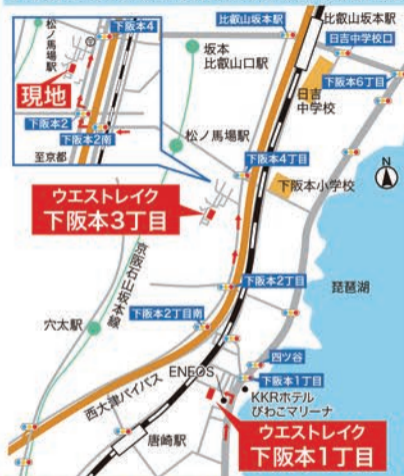 松ノ馬場駅
下阪本4
現地
下阪本2
下阪本2南
至京都
比叡山坂本駅
比叡山坂本駅
日吉中学校口
坂本
比叡山口駅
下阪本6丁目
日吉
中学校
松ノ馬場駅
下阪本4丁目
下阪本小学校
N
ウエストレイク
下阪本3丁目
京阪石山坂本線
下阪本2丁目
琵琶湖
下阪本2丁目南
穴太駅
四ツ谷
ENEOS
下阪本1丁目
西大津バイパス
KKRホテル
びわこマリーナ
唐崎駅
ウエストレイク
下阪本1丁目